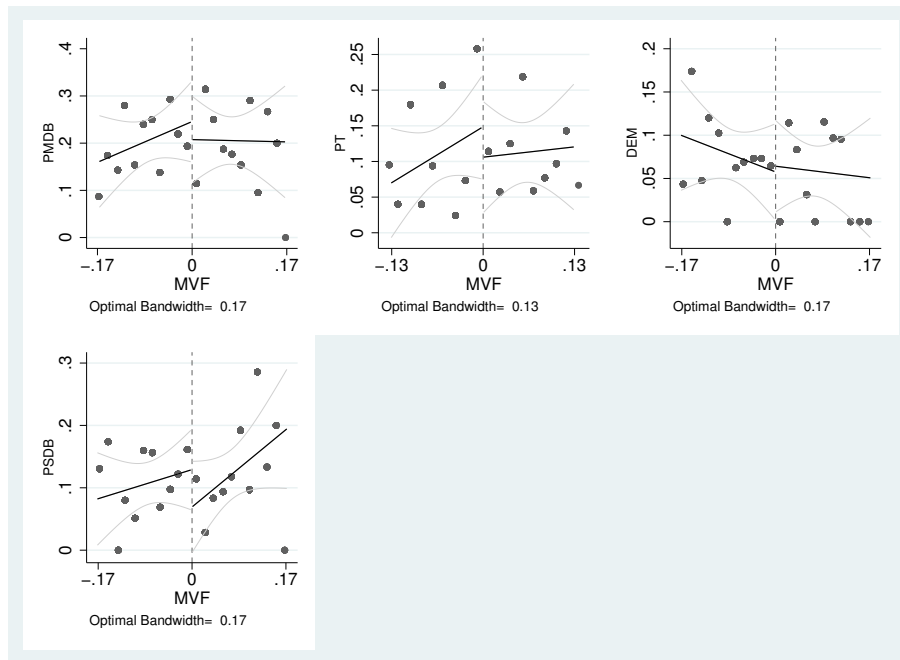 PMDB
.4
.3
.2
.1
0
−.17 0 .17
MVF
Optimal Bandwidth= 0.17
PT
.25
.2
.15
.1
.05
0
−.13 0 .13
MVF
Optimal Bandwidth= 0.13
DEM
.2
.15
.1
.05
0
−.17 0 .17
MVF
Optimal Bandwidth= 0.17
PSDB
.3
.2
.1
0
−.17 0 .17
MVF
Optimal Bandwidth= 0.17